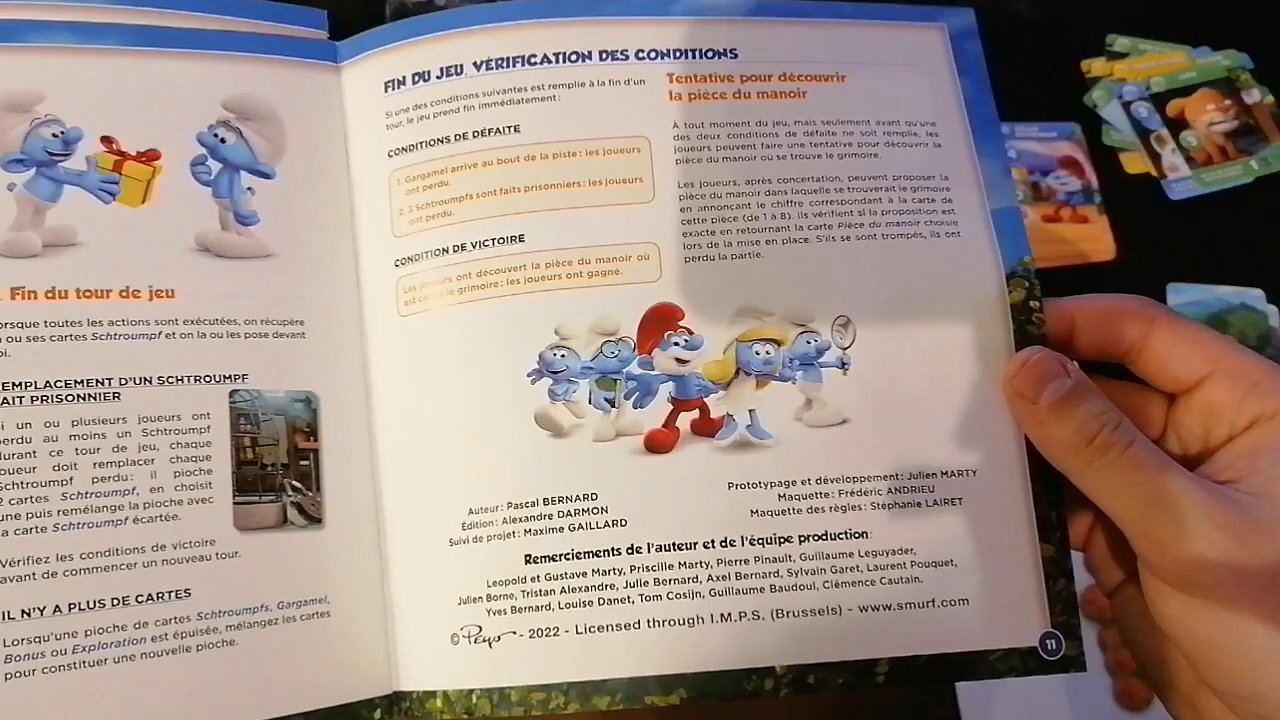 Fin du tour de jeu
orsque toutes les actions sont exécutées, on récupère
ou ses cartes Schtroumpf et on la ou les pose devant
EMPLACEMENT D'UN SCHTROUMPF
AIT PRISONNIER
i un ou plusieurs joueurs ont
erdu au moins un Schtroumpf
urant ce tour de jeu, chaque
oueur doit remplacer chaque
chtroumpf perdu: il pioche
2 cartes Schtroumpf, en choisit
une puis remélange la pioche avec
a carte Schtroumpf écartée.
Vérifiez les conditions de victoire
avant de commencer un nouveau tour.
IL N'Y A PLUS DE CARTES
Lorsqu'une pioche de cartes Schtroumpfs, Gargamel,
Bonus ou Exploration est épuisée, mélangez les cartes
pour constituer une nouvelle pioche.
FIN DU JEU, VÉRIFICATION DES CONDITIONS
Si une des conditions suivantes est remplie à la fin d'un
tour, le jeu prend fin immédiatement:
CONDITIONS DE DÉFAITE
1. Gargamel arrive au bout de la piste: les joueurs
ont perdu.
2. 3 Schtroumpfs sont faits prisonniers: les joueurs
ont perdu.
CONDITION DE VICTOIRE
Les joueurs ont découvert la pièce du manoir où
est caché le grimoire: les joueurs ont gagné.
Tentative pour découvrir
la pièce du manoir
À tout moment du jeu, mais seulement avant qu'une
des deux conditions de défaite ne soit remplie, les
joueurs peuvent faire une tentative pour découvrir la
pièce du manoir où se trouve le grimoire.
Les joueurs, après concertation, peuvent proposer la
pièce du manoir dans laquelle se trouverait le grimoire
en annonçant le chiffre correspondant à la carte de
cette pièce (de 1 à 8). Ils vérifient si la proposition est
exacte en retournant la carte Pièce du manoir choisie
lors de la mise en place. S'ils se sont trompés, ils ont
perdu la partie.
Auteur: Pascal BERNARD
Édition: Alexandre DARMON
Suivi de projet: Maxime GAILLARD
Prototypage et développement: Julien MARTY
Maquette: Frédéric ANDRIEU
Maquette des règles: Stéphanie LAIRET
Remerciements de l'auteur et de l'équipe production:
Leopold et Gustave Marty, Priscille Marty, Pierre Pinault, Guillaume Leguyader,
Julien Borne, Tristan Alexandre, Julie Bernard, Axel Bernard, Sylvain Garet, Laurent Pouquet,
Yves Bernard, Louise Danet, Tom Cosijn, Guillaume Baudoul, Clémence Cautain.
© Peyo - 2022 - Licensed through I.M.P.S. (Brussels) - www.smurf.com
11